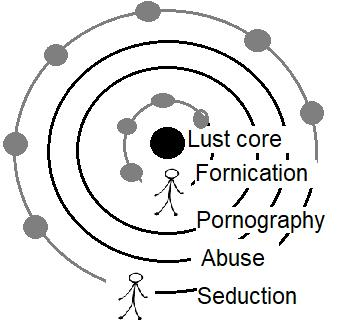 Lust core
Fornication
Pornography
Abuse
Seduction